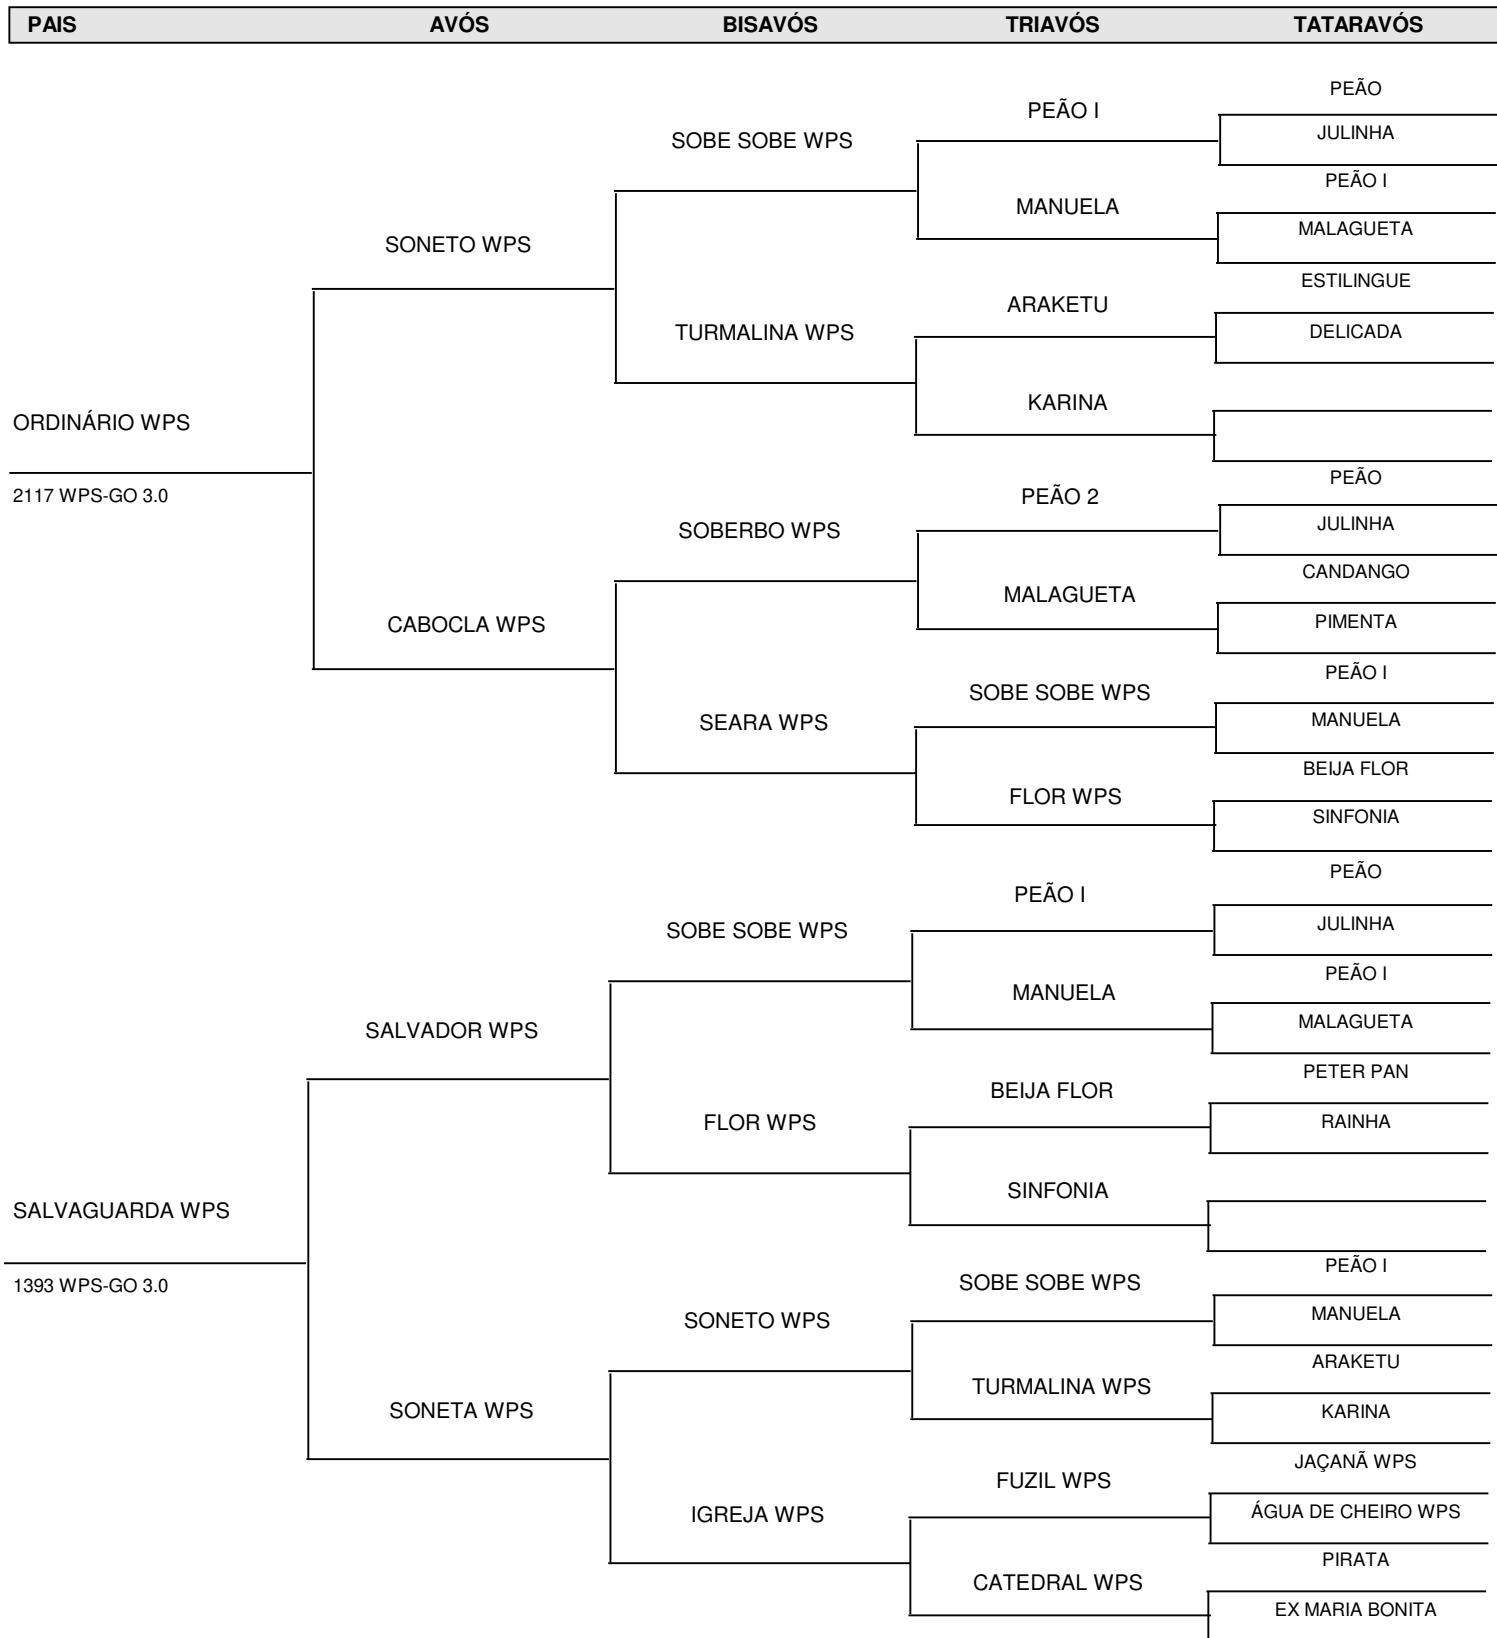 PAIS AVÓS BISAVÓS TRIAVÓS TATARAVÓS
PEÃO
PEÃO I
JULINHA
SOBE SOBE WPS
PEÃO I
MANUELA
MALAGUETA
SONETO WPS
ESTILINGUE
ARAKETU
DELICADA
TURMALINA WPS
KARINA
ORDINÁRIO WPS
2117 WPS-GO 3.0
PEÃO
PEÃO 2
JULINHA
SOBERBO WPS
CANDANGO
MALAGUETA
PIMENTA
CABOCLA WPS
PEÃO I
SOBE SOBE WPS
MANUELA
SEARA WPS
BEIJA FLOR
FLOR WPS
SINFONIA
PEÃO
PEÃO I
JULINHA
SOBE SOBE WPS
PEÃO I
MANUELA
MALAGUETA
SALVADOR WPS
PETER PAN
BEIJA FLOR
RAINHA
FLOR WPS
SINFONIA
SALVAGUARDA WPS
1393 WPS-GO 3.0
PEÃO I
SOBE SOBE WPS
MANUELA
SONETO WPS
ARAKETU
TURMALINA WPS
KARINA
SONETA WPS
JAÇANÃ WPS
FUZIL WPS
ÁGUA DE CHEIRO WPS
IGREJA WPS
PIRATA
CATEDRAL WPS
EX MARIA BONITA